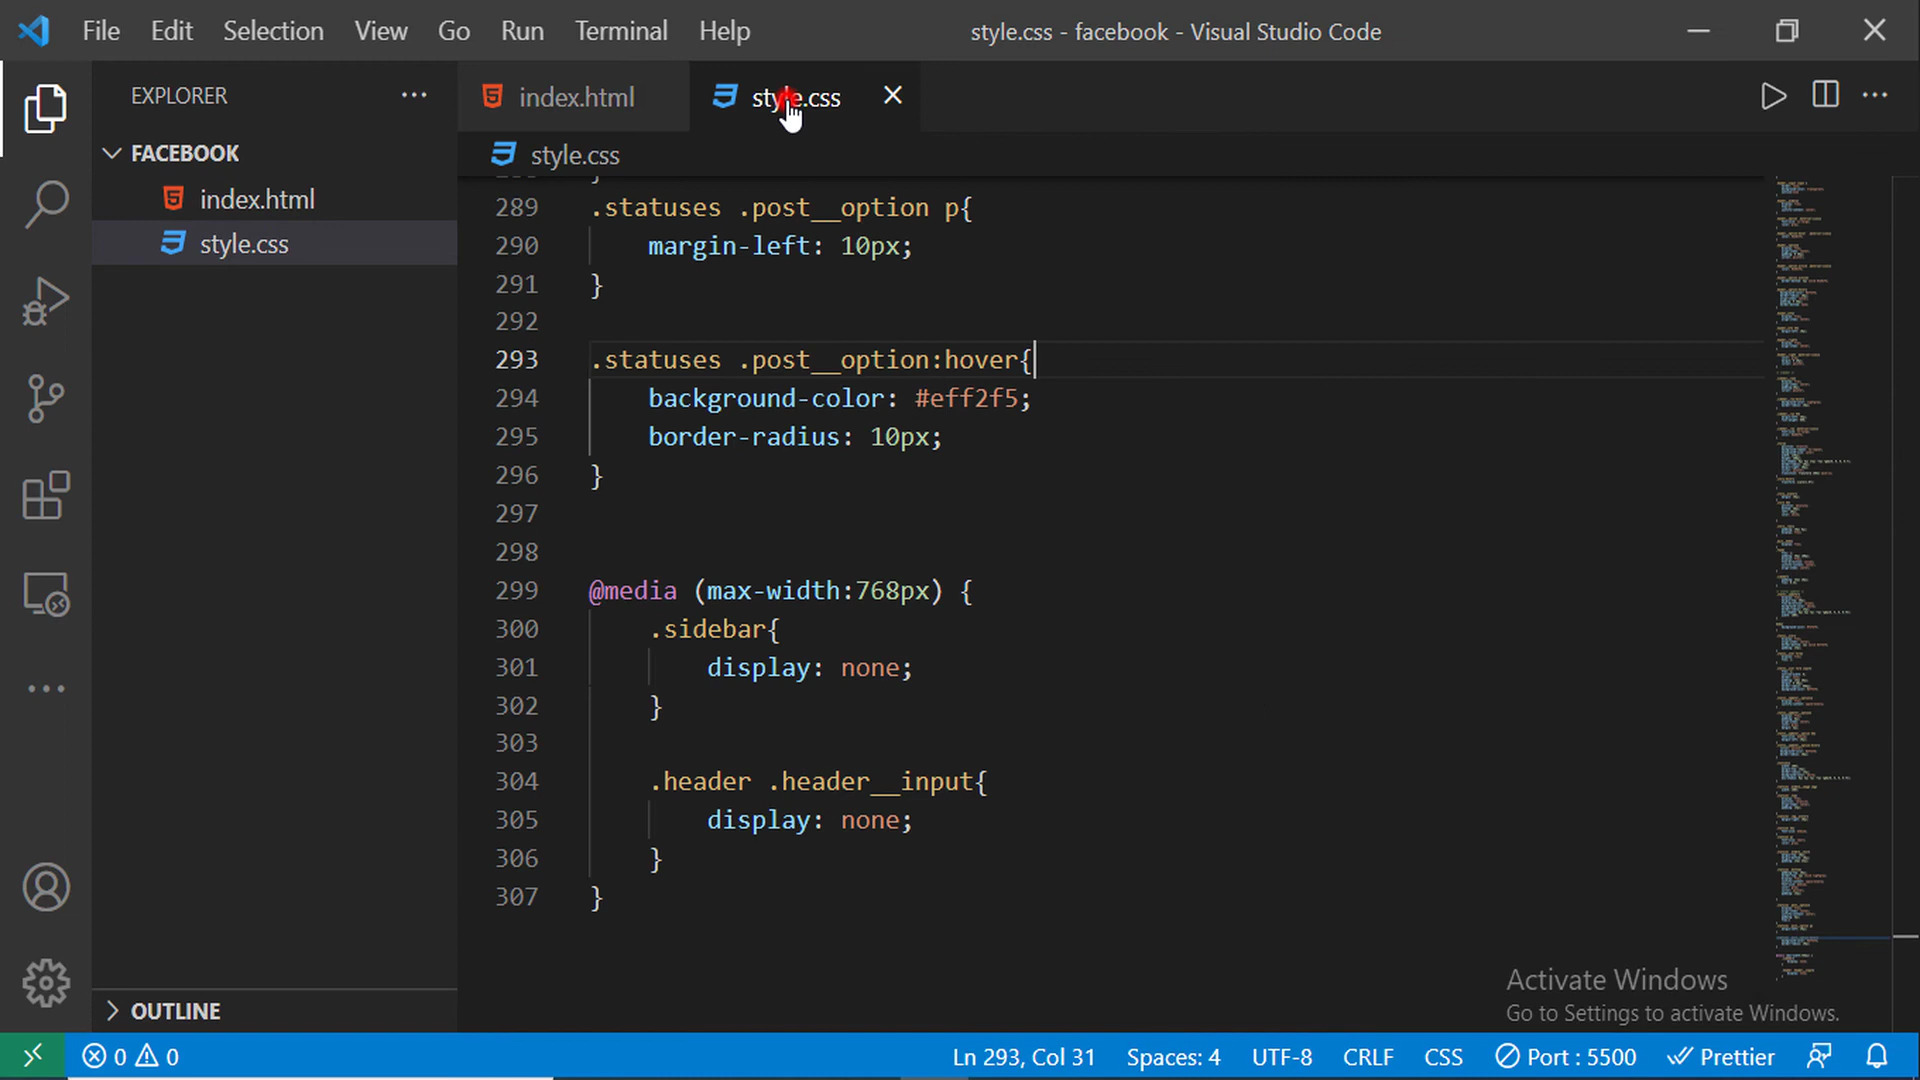 File Edit Selection View Go Run Terminal Help style.css - facebook - Visual Studio Code
EXPLORER
index.html
style.css
FACEBOOK
index.html
style.css
style.css
289 .statuses .post__option p{
290 margin-left: 10px;
291 }
292
293 .statuses .post__option:hover{
294 background-color: #eff2f5;
295 border-radius: 10px;
296 }
297
298
299 @media (max-width:768px) {
300 .sidebar{
301 display: none;
302 }
303
304 .header .header__input{
305 display: none;
306 }
307 }
OUTLINE
Activate Windows
Go to Settings to activate Windows.
0 0 Ln 293, Col 31 Spaces: 4 UTF-8 CRLF CSS Port : 5500 Prettier